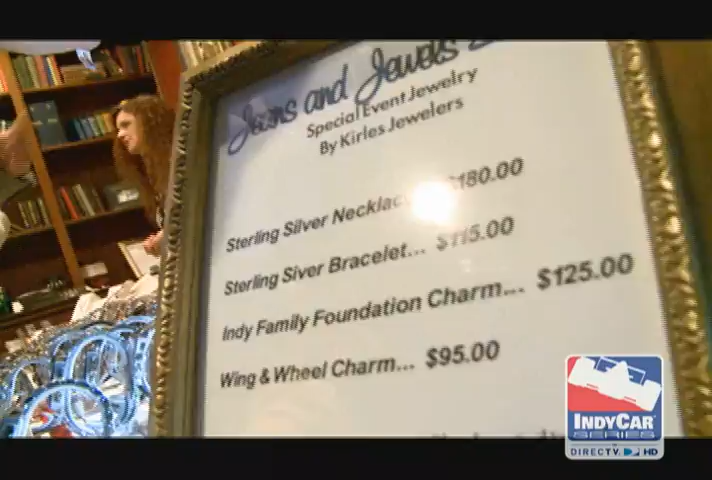 Jeans and Jewels
Special Event Jewelry
By Kirles Jewelers
Sterling Silver $180.00
Sterling Siver Bracelet... $115.00
Indy Family Foundation Charm... $125.00
Wing & Wheel Charm... $95.00
INDYCAR
SERIES
DIRECTV HD